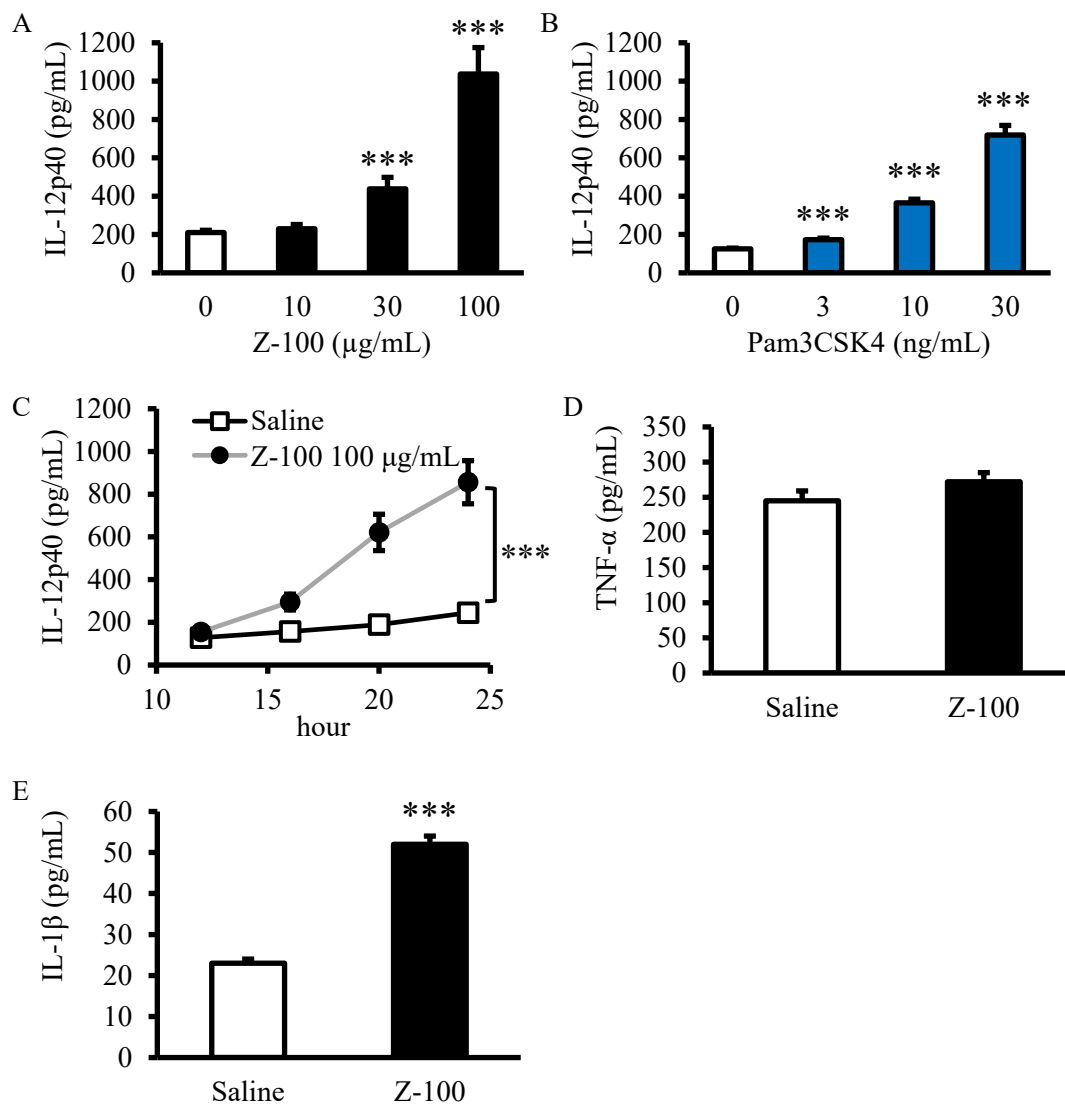 A
IL-12p40 (pg/mL)
1200
1000
800
600
400
200
0
***
***
0 10 30 100
Z-100 (µg/mL)
B
IL-12p40 (pg/mL)
1200
1000
800
600
400
200
0
***
***
***
0 3 10 30
Pam3CSK4 (ng/mL)
C
IL-12p40 (pg/mL)
1200
1000
800
600
400
200
0
Saline
Z-100 100 µg/mL
***
10 15 20 25
hour
D
TNF-α (pg/mL)
350
300
250
200
150
100
50
0
Saline Z-100
E
IL-1β (pg/mL)
60
50
40
30
20
10
0
***
Saline Z-100